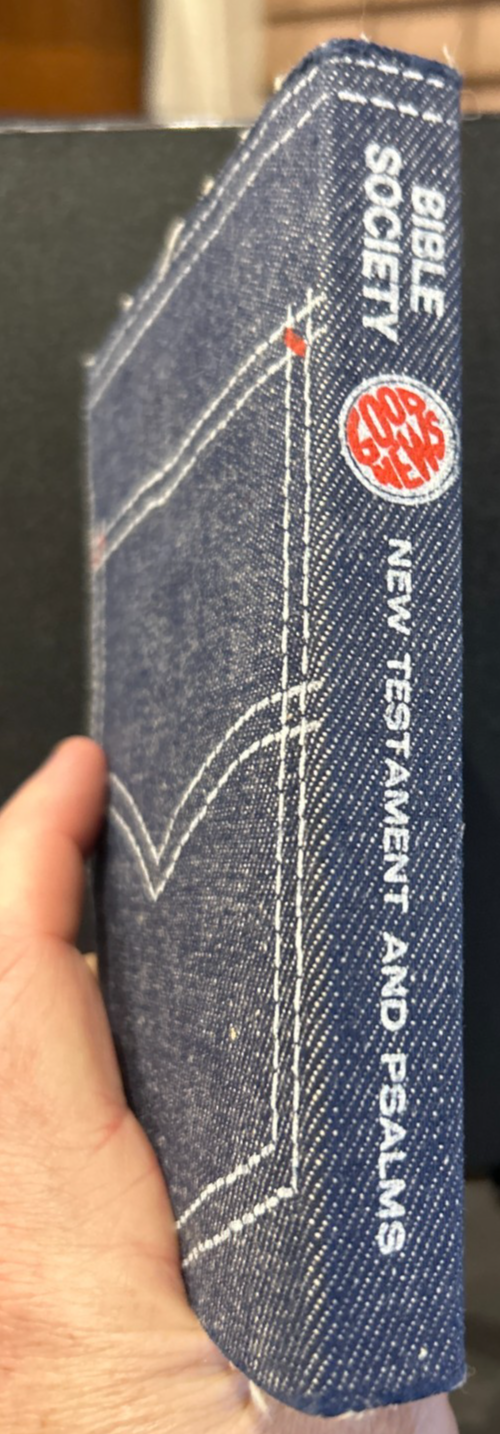 BIBLE
SOCIETY
GOOD
NEWS
NEW TESTAMENT AND PSALMS